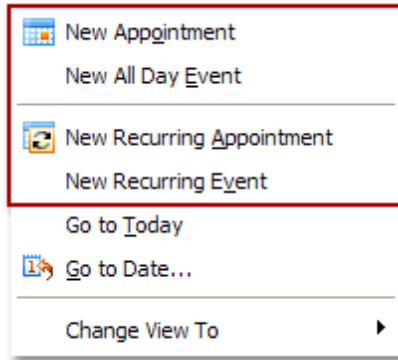 New Appointment
New All Day Event
New Recurring Appointment
New Recurring Event
Go to Today
Go to Date...
Change View To